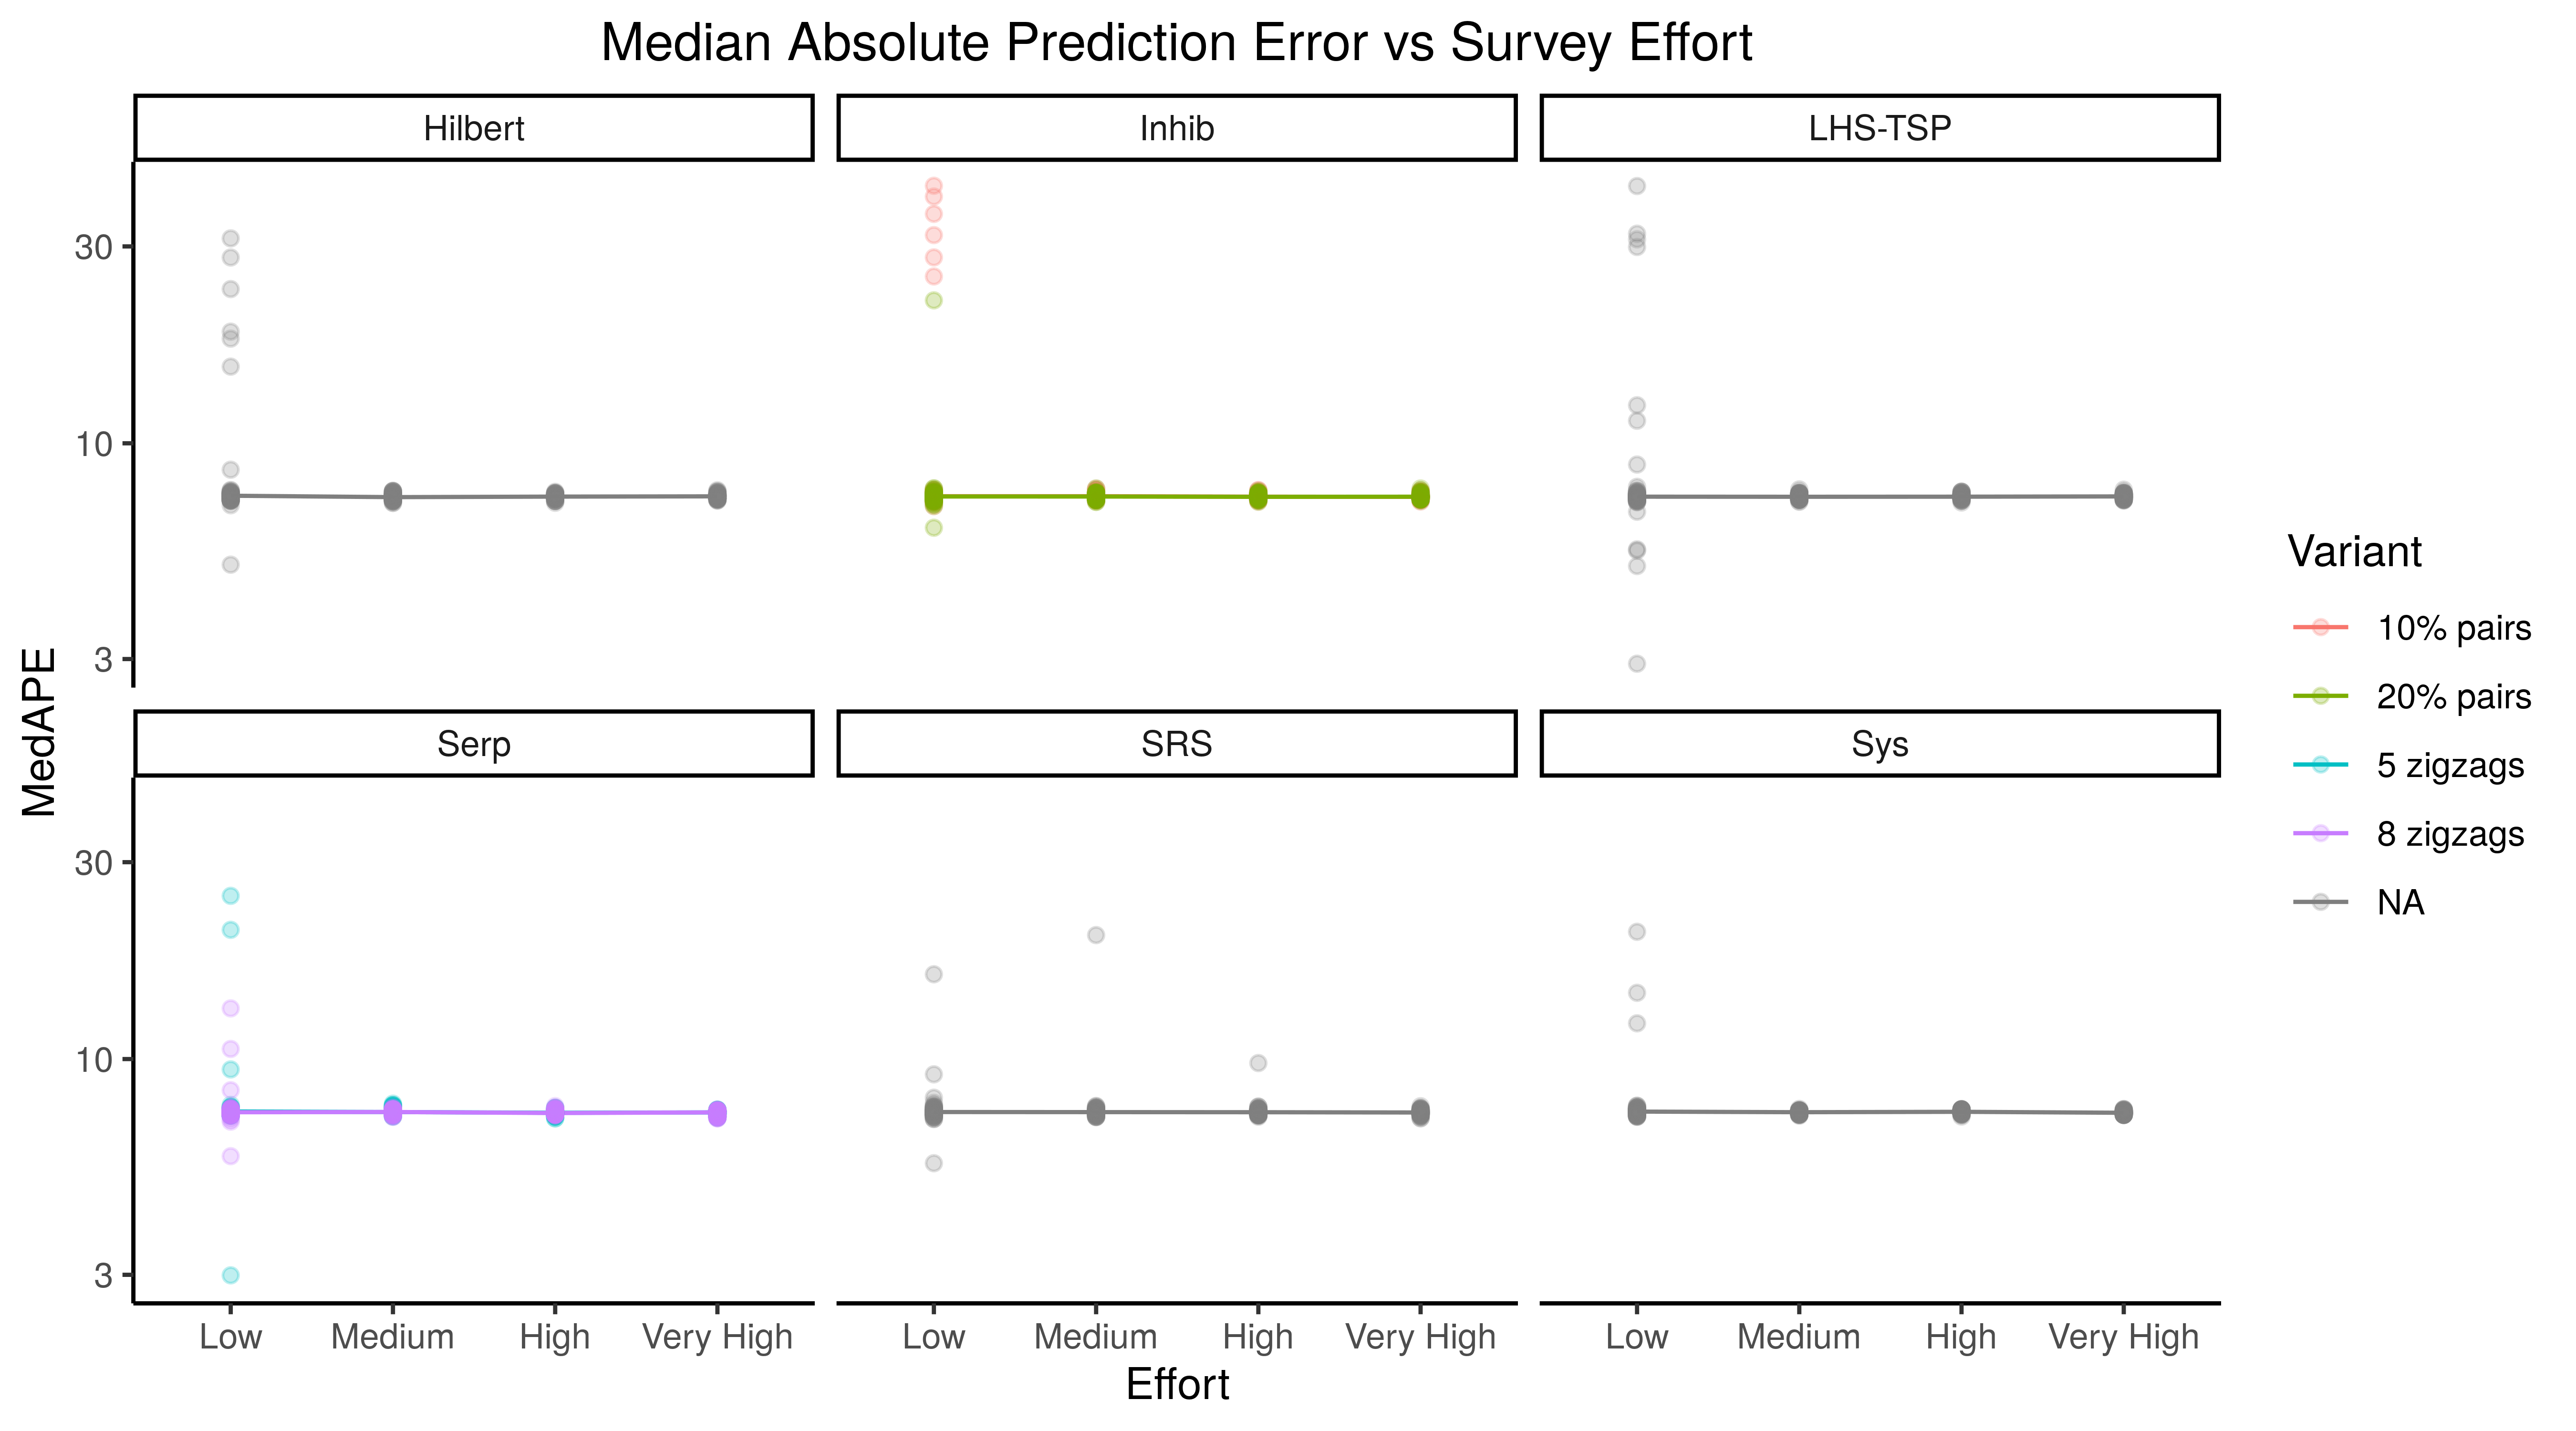 Median Absolute Prediction Error vs Survey Effort
Hilbert
Inhib
LHS-TSP
30
10
3
Serp
SRS
Sys
30
10
3
Low
Medium
High
Very High
Low
Medium
High
Very High
Low
Medium
High
Very High
Effort
MedAPE
Variant
10% pairs
20% pairs
5 zigzags
8 zigzags
NA